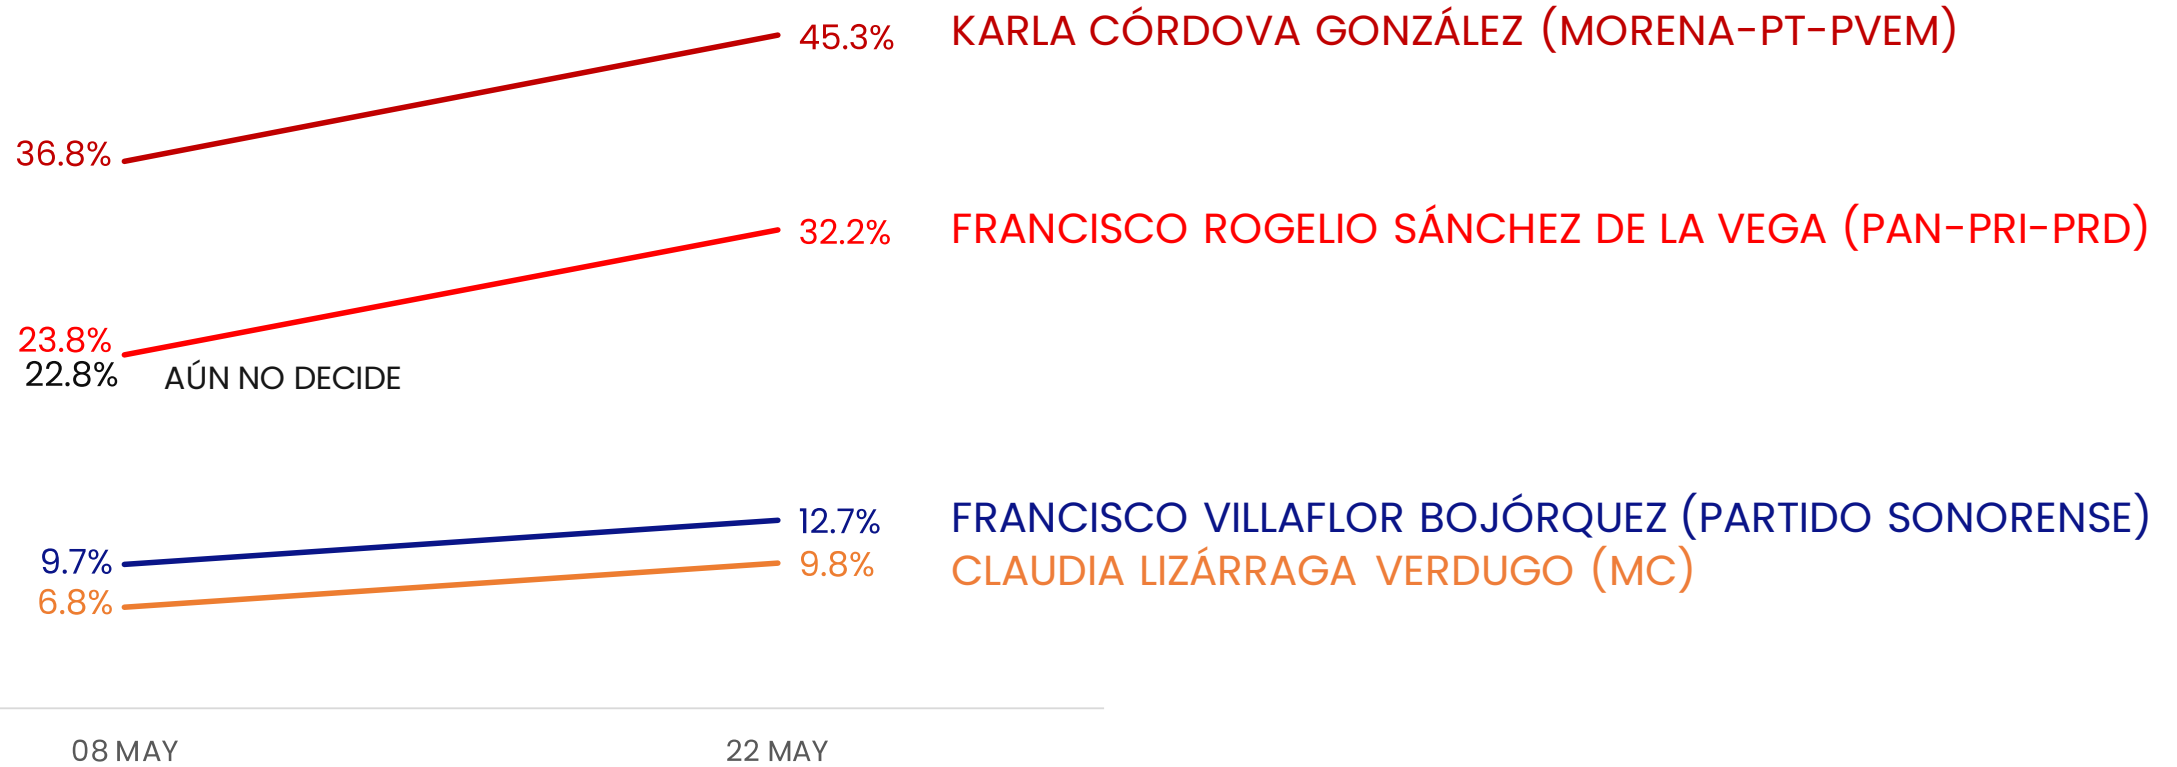 45.3% KARLA CÓRDOVA GONZÁLEZ (MORENA-PT-PVEM)
36.8%
32.2% FRANCISCO ROGELIO SÁNCHEZ DE LA VEGA (PAN-PRI-PRD)
23.8%
22.8% AÚN NO DECIDE
12.7% FRANCISCO VILLAFLOR BOJÓRQUEZ (PARTIDO SONORENSE)
9.7%
9.8% CLAUDIA LIZÁRRAGA VERDUGO (MC)
6.8%
08 MAY 22 MAY